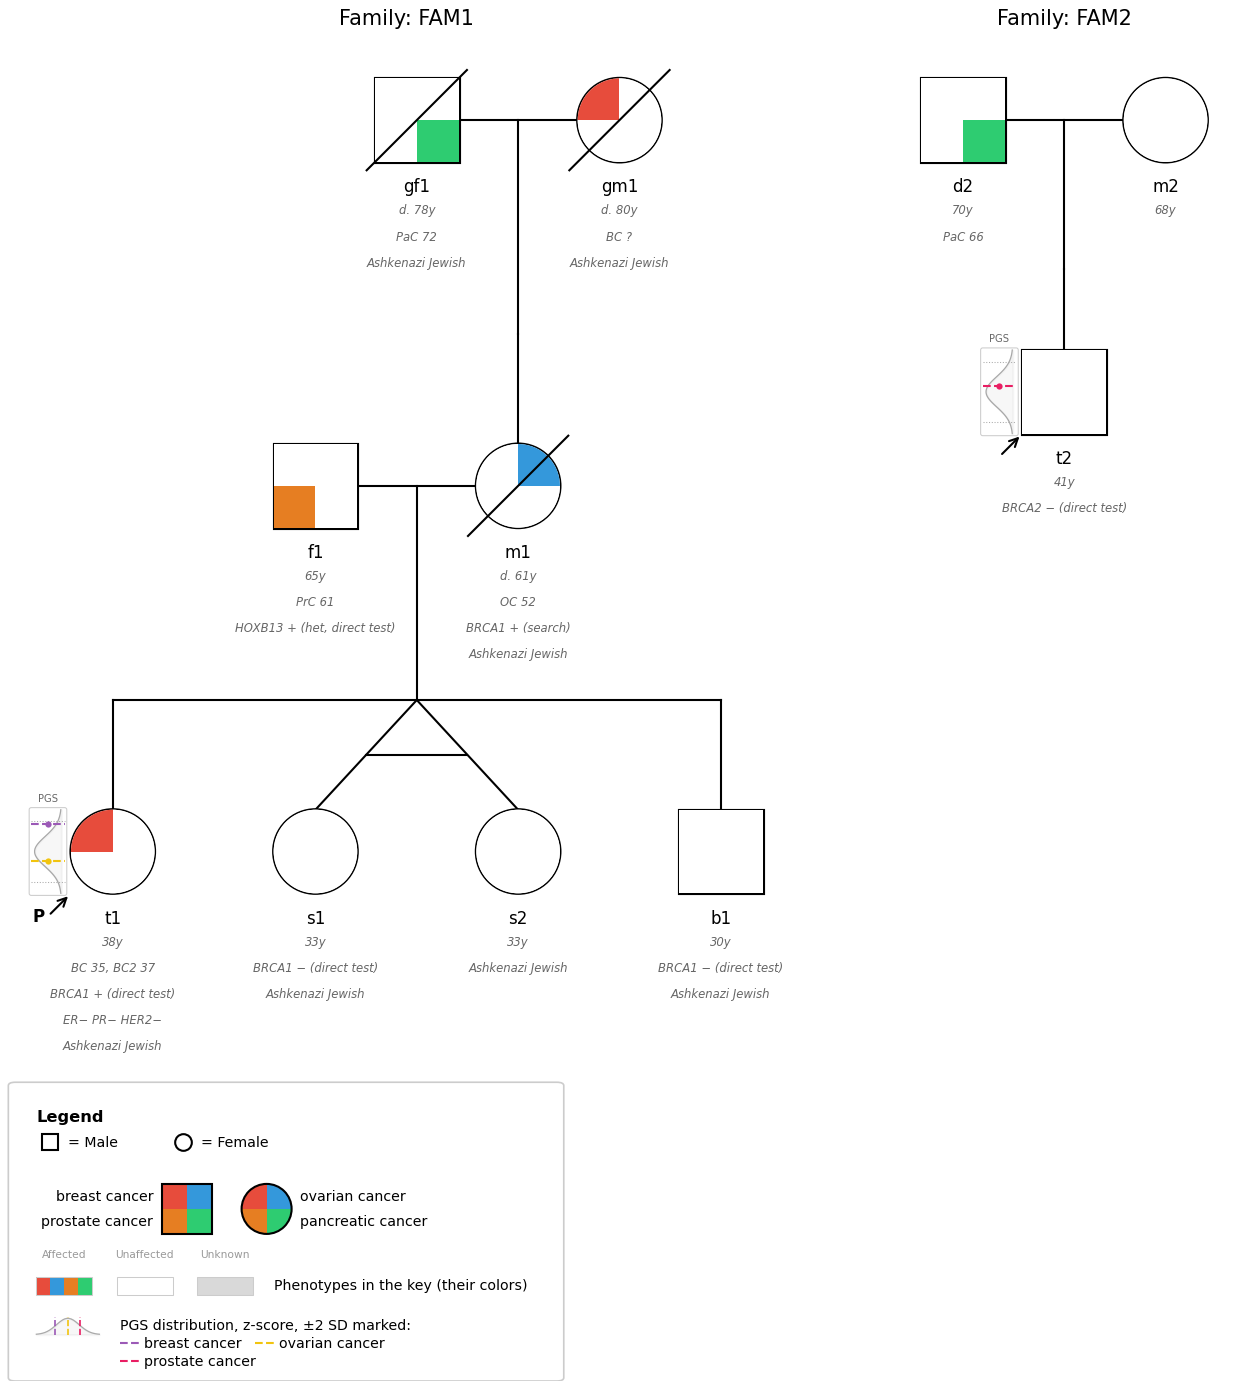 Family: FAM1
Family: FAM2
gf1
d. 78y
PaC 72
Ashkenazi Jewish
gm1
d. 80y
BC ?
Ashkenazi Jewish
d2
70y
PaC 66
m2
68y
PGS
t2
41y
BRCA2 − (direct test)
f1
65y
PrC 61
HOXB13 + (het, direct test)
m1
d. 61y
OC 52
BRCA1 + (search)
Ashkenazi Jewish
PGS
P
t1
38y
BC 35, BC2 37
BRCA1 + (direct test)
ER− PR− HER2−
Ashkenazi Jewish
s1
33y
BRCA1 − (direct test)
Ashkenazi Jewish
s2
33y
Ashkenazi Jewish
b1
30y
BRCA1 − (direct test)
Ashkenazi Jewish
Legend
= Male
= Female
breast cancer
ovarian cancer
prostate cancer
pancreatic cancer
Affected
Unaffected
Unknown
Phenotypes in the key (their colors)
PGS distribution, z-score, ±2 SD marked:
breast cancer
ovarian cancer
prostate cancer